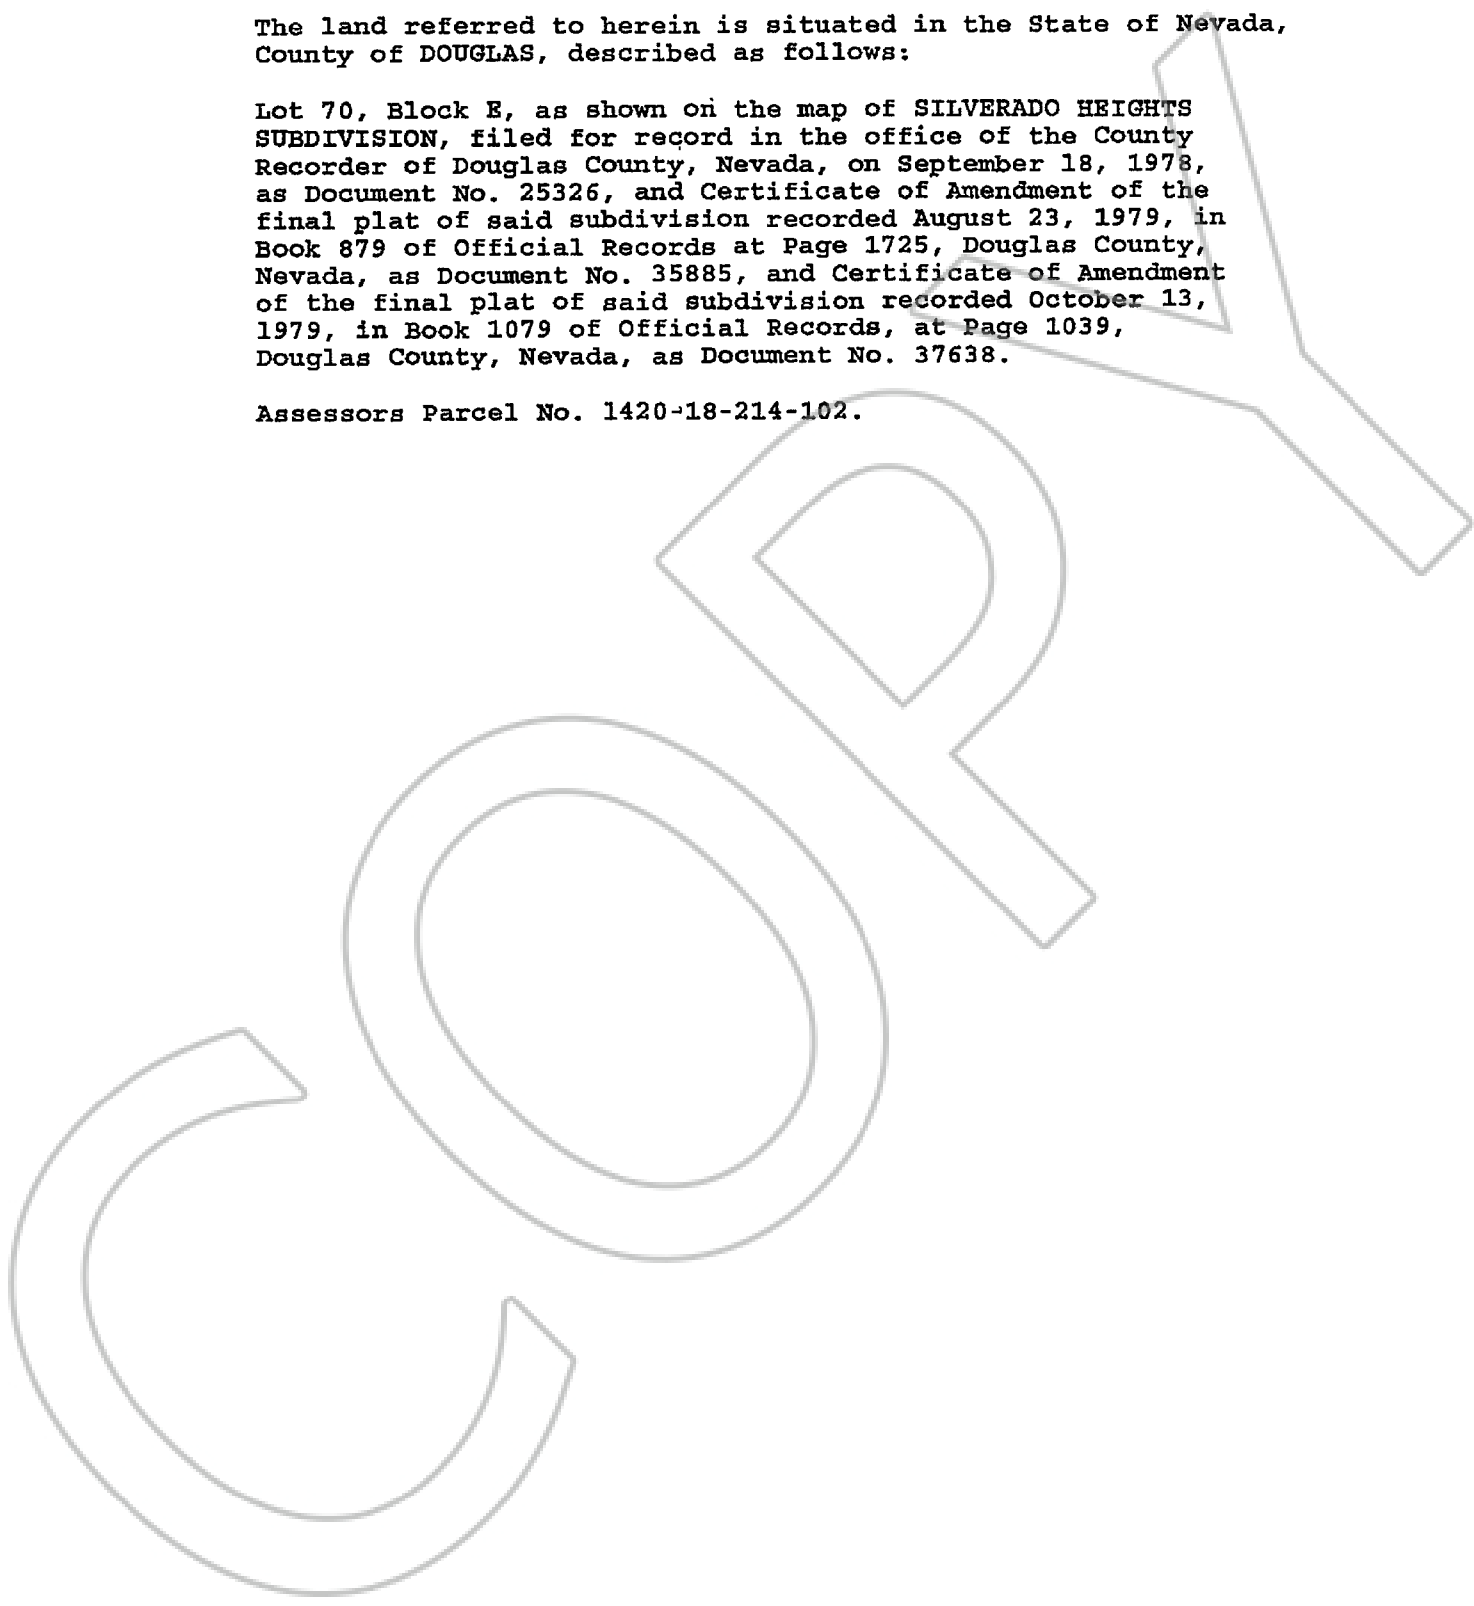 The land referred to herein is situated in the State of Nevada,
County of DOUGLAS, described as follows:
Lot 70, Block E, as shown on the map of SILVERADO HEIGHTS
SUBDIVISION, filed for record in the office of the County
Recorder of Douglas County, Nevada, on September 18, 1978,
as Document No. 25326, and Certificate of Amendment of the
final plat of said subdivision recorded August 23, 1979, in
Book 879 of Official Records at Page 1725, Douglas County,
Nevada, as Document No. 35885, and Certificate of Amendment
of the final plat of said subdivision recorded October 13,
1979, in Book 1079 of Official Records, at Page 1039,
Douglas County, Nevada, as Document No. 37638.
Assessors Parcel No. 1420-18-214-102.
COPY